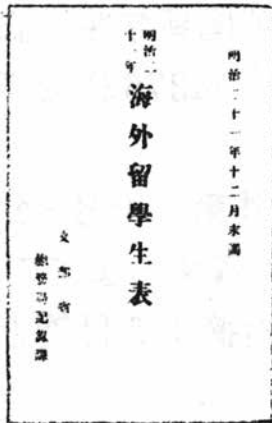 明治二十一年十二月末調
明治二十一年
海外留學生表
文部省
總務局記録課